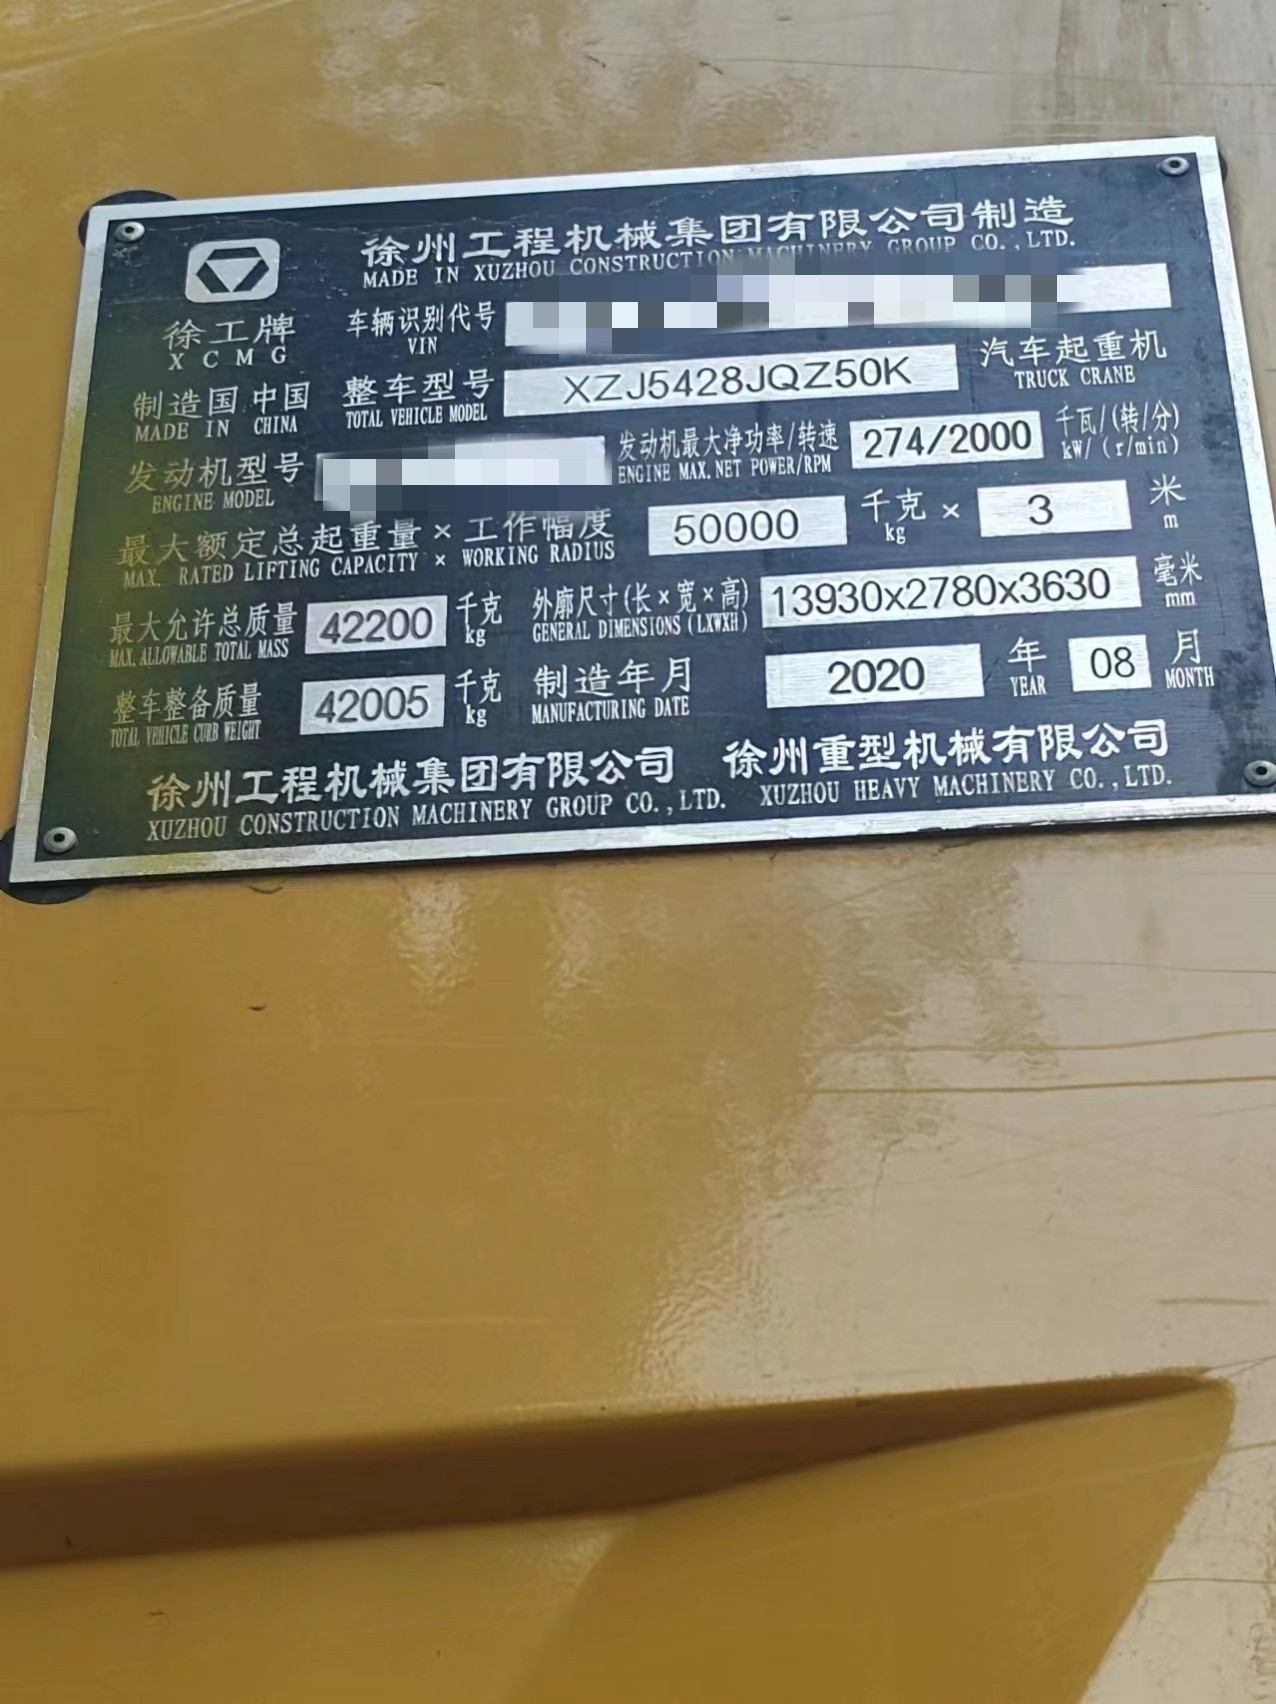 徐州工程机械集团有限公司制造
MADE IN XUZHOU CONSTRUCTION MACHINERY GROUP CO.,LTD.
徐工牌
XCMG
车辆识别代号
VIN
制造国 中国
MADE IN CHINA
整车型号 XZJ5428JQZ50K 汽车起重机
TOTAL VEHICLE MODEL TRUCK CRANE
发动机型号
ENGINE MODEL
发动机最大净功率/转速 274/2000 千瓦/(转/分)
ENGINE MAX.NET POWER/RPM kW/(r/min)
最大额定总起重量×工作幅度 50000 千克 × 3 米
MAX. RATED LIFTING CAPACITY × WORKING RADIUS kg m
最大允许总质量 42200 千克
MAX.ALLOWABLE TOTAL MASS kg
外廓尺寸(长×宽×高) 13930x2780x3630 毫米
GENERAL DIMENSIONS(LXWXH) mm
整车整备质量 42005 千克
TOTAL VEHICLE CURB WEIGHT kg
制造年月 2020 年 08 月
MANUFACTURING DATE YEAR MONTH
徐州工程机械集团有限公司 徐州重型机械有限公司
XUZHOU CONSTRUCTION MACHINERY GROUP CO.,LTD. XUZHOU HEAVY MACHINERY CO.,LTD.